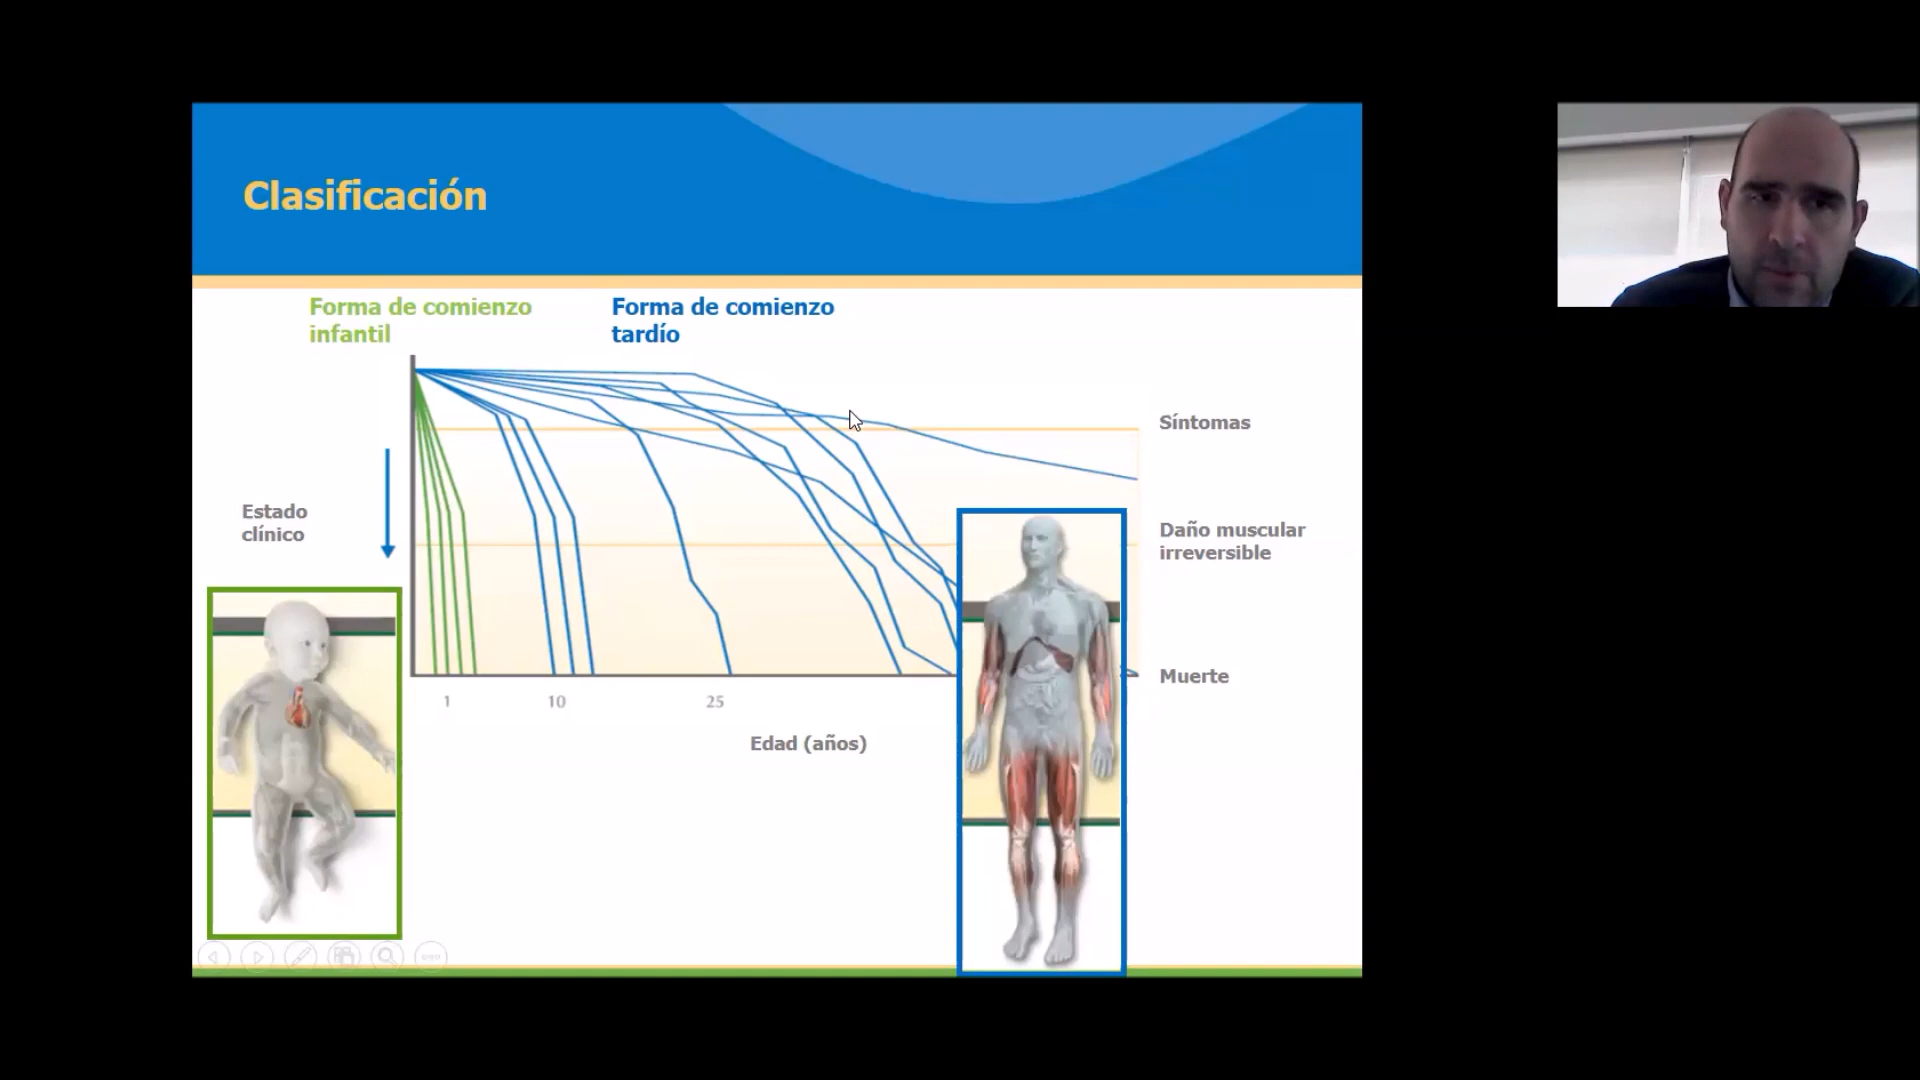 Clasificación
Forma de comienzo
infantil
Forma de comienzo
tardío
Síntomas
Estado
clínico
Daño muscular
irreversible
Muerte
1
10
25
Edad (años)